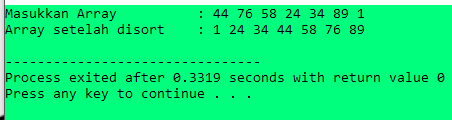 Masukkan Array          : 44 76 58 24 34 89 1
Array setelah disort    : 1 24 34 44 58 76 89
--------------------------------
Process exited after 0.3319 seconds with return value 0
Press any key to continue . . .